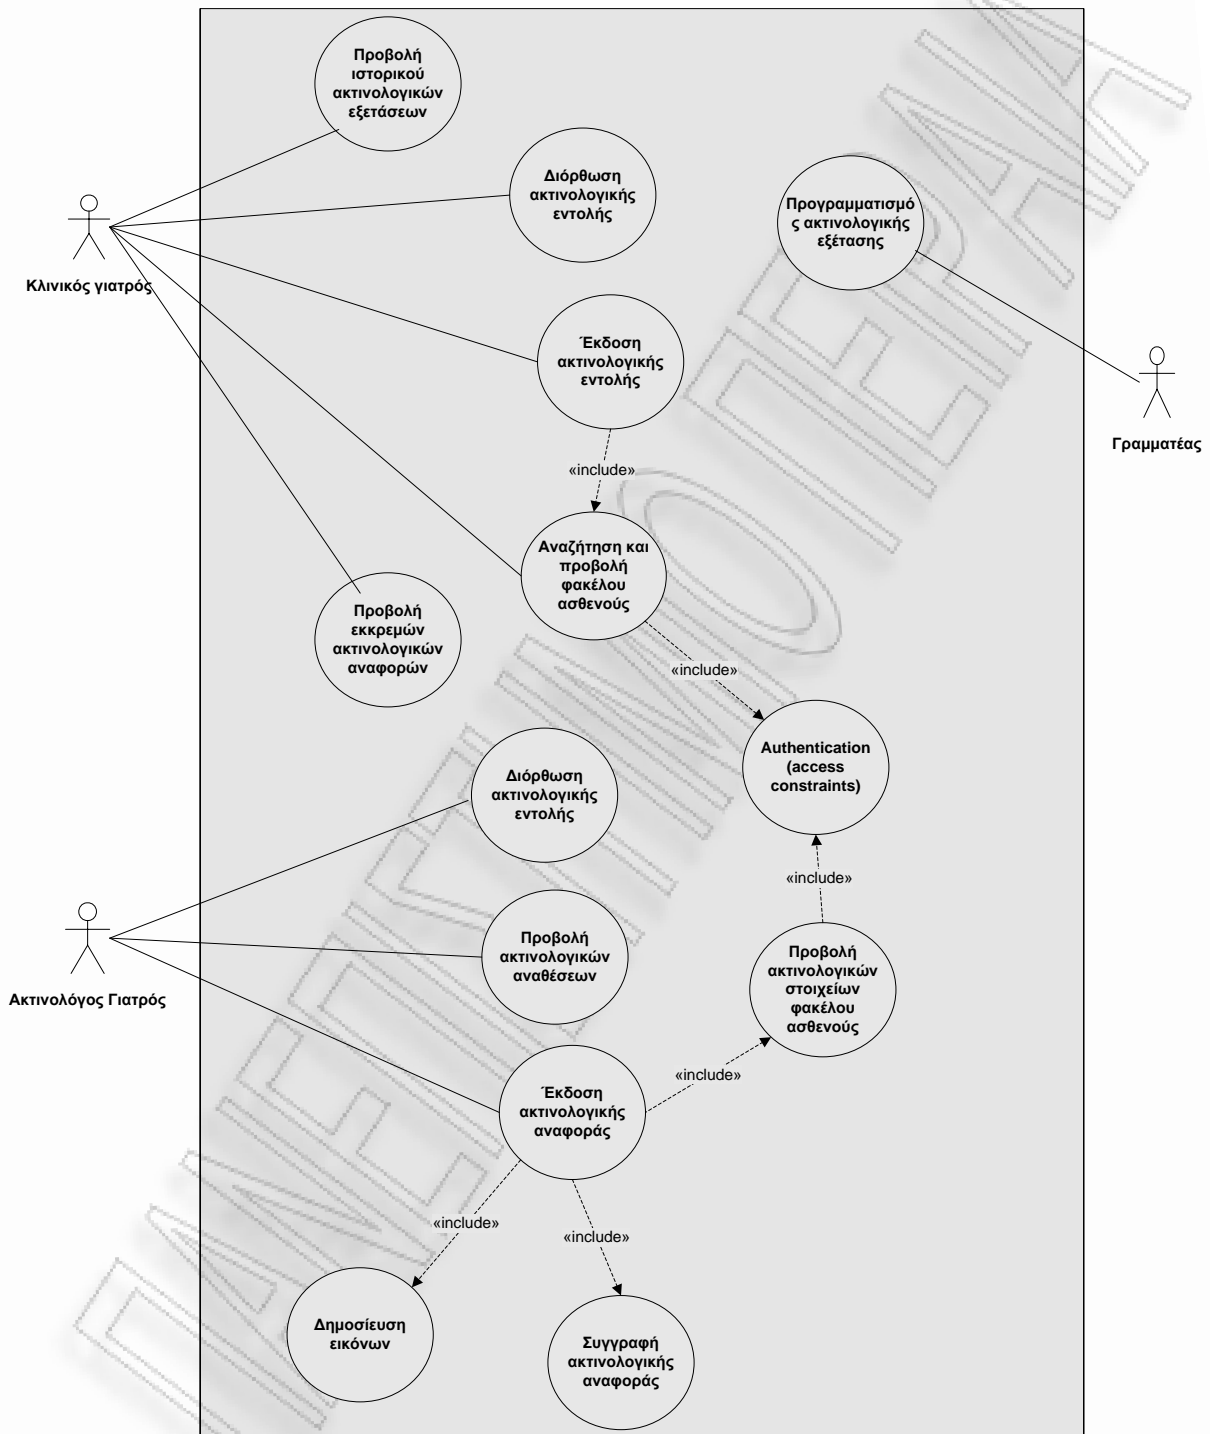 Προβολή
ιστορικού
ακτινολογικών
εξετάσεων
Διόρθωση
ακτινολογικής
εντολής
Προγραμματισμό
ς ακτινολογικής
εξέτασης
Κλινικός γιατρός
Έκδοση
ακτινολογικής
εντολής
Γραμματέας
«include»
Αναζήτηση και
προβολή
φακέλου
ασθενούς
Προβολή
εκκρεμών
ακτινολογικών
αναφορών
«include»
Authentication
(access
constraints)
Διόρθωση
ακτινολογικής
εντολής
«include»
Προβολή
ακτινολογικών
αναθέσεων
Προβολή
ακτινολογικών
στοιχείων
φακέλου
ασθενούς
Ακτινολόγος Γιατρός
«include»
Έκδοση
ακτινολογικής
αναφοράς
«include»
«include»
Δημοσίευση
εικόνων
Συγγραφή
ακτινολογικής
αναφοράς
ΠΑΝΕΠΙΣΤΗΜΙΟ ΠΕΙΡΑΙΑ